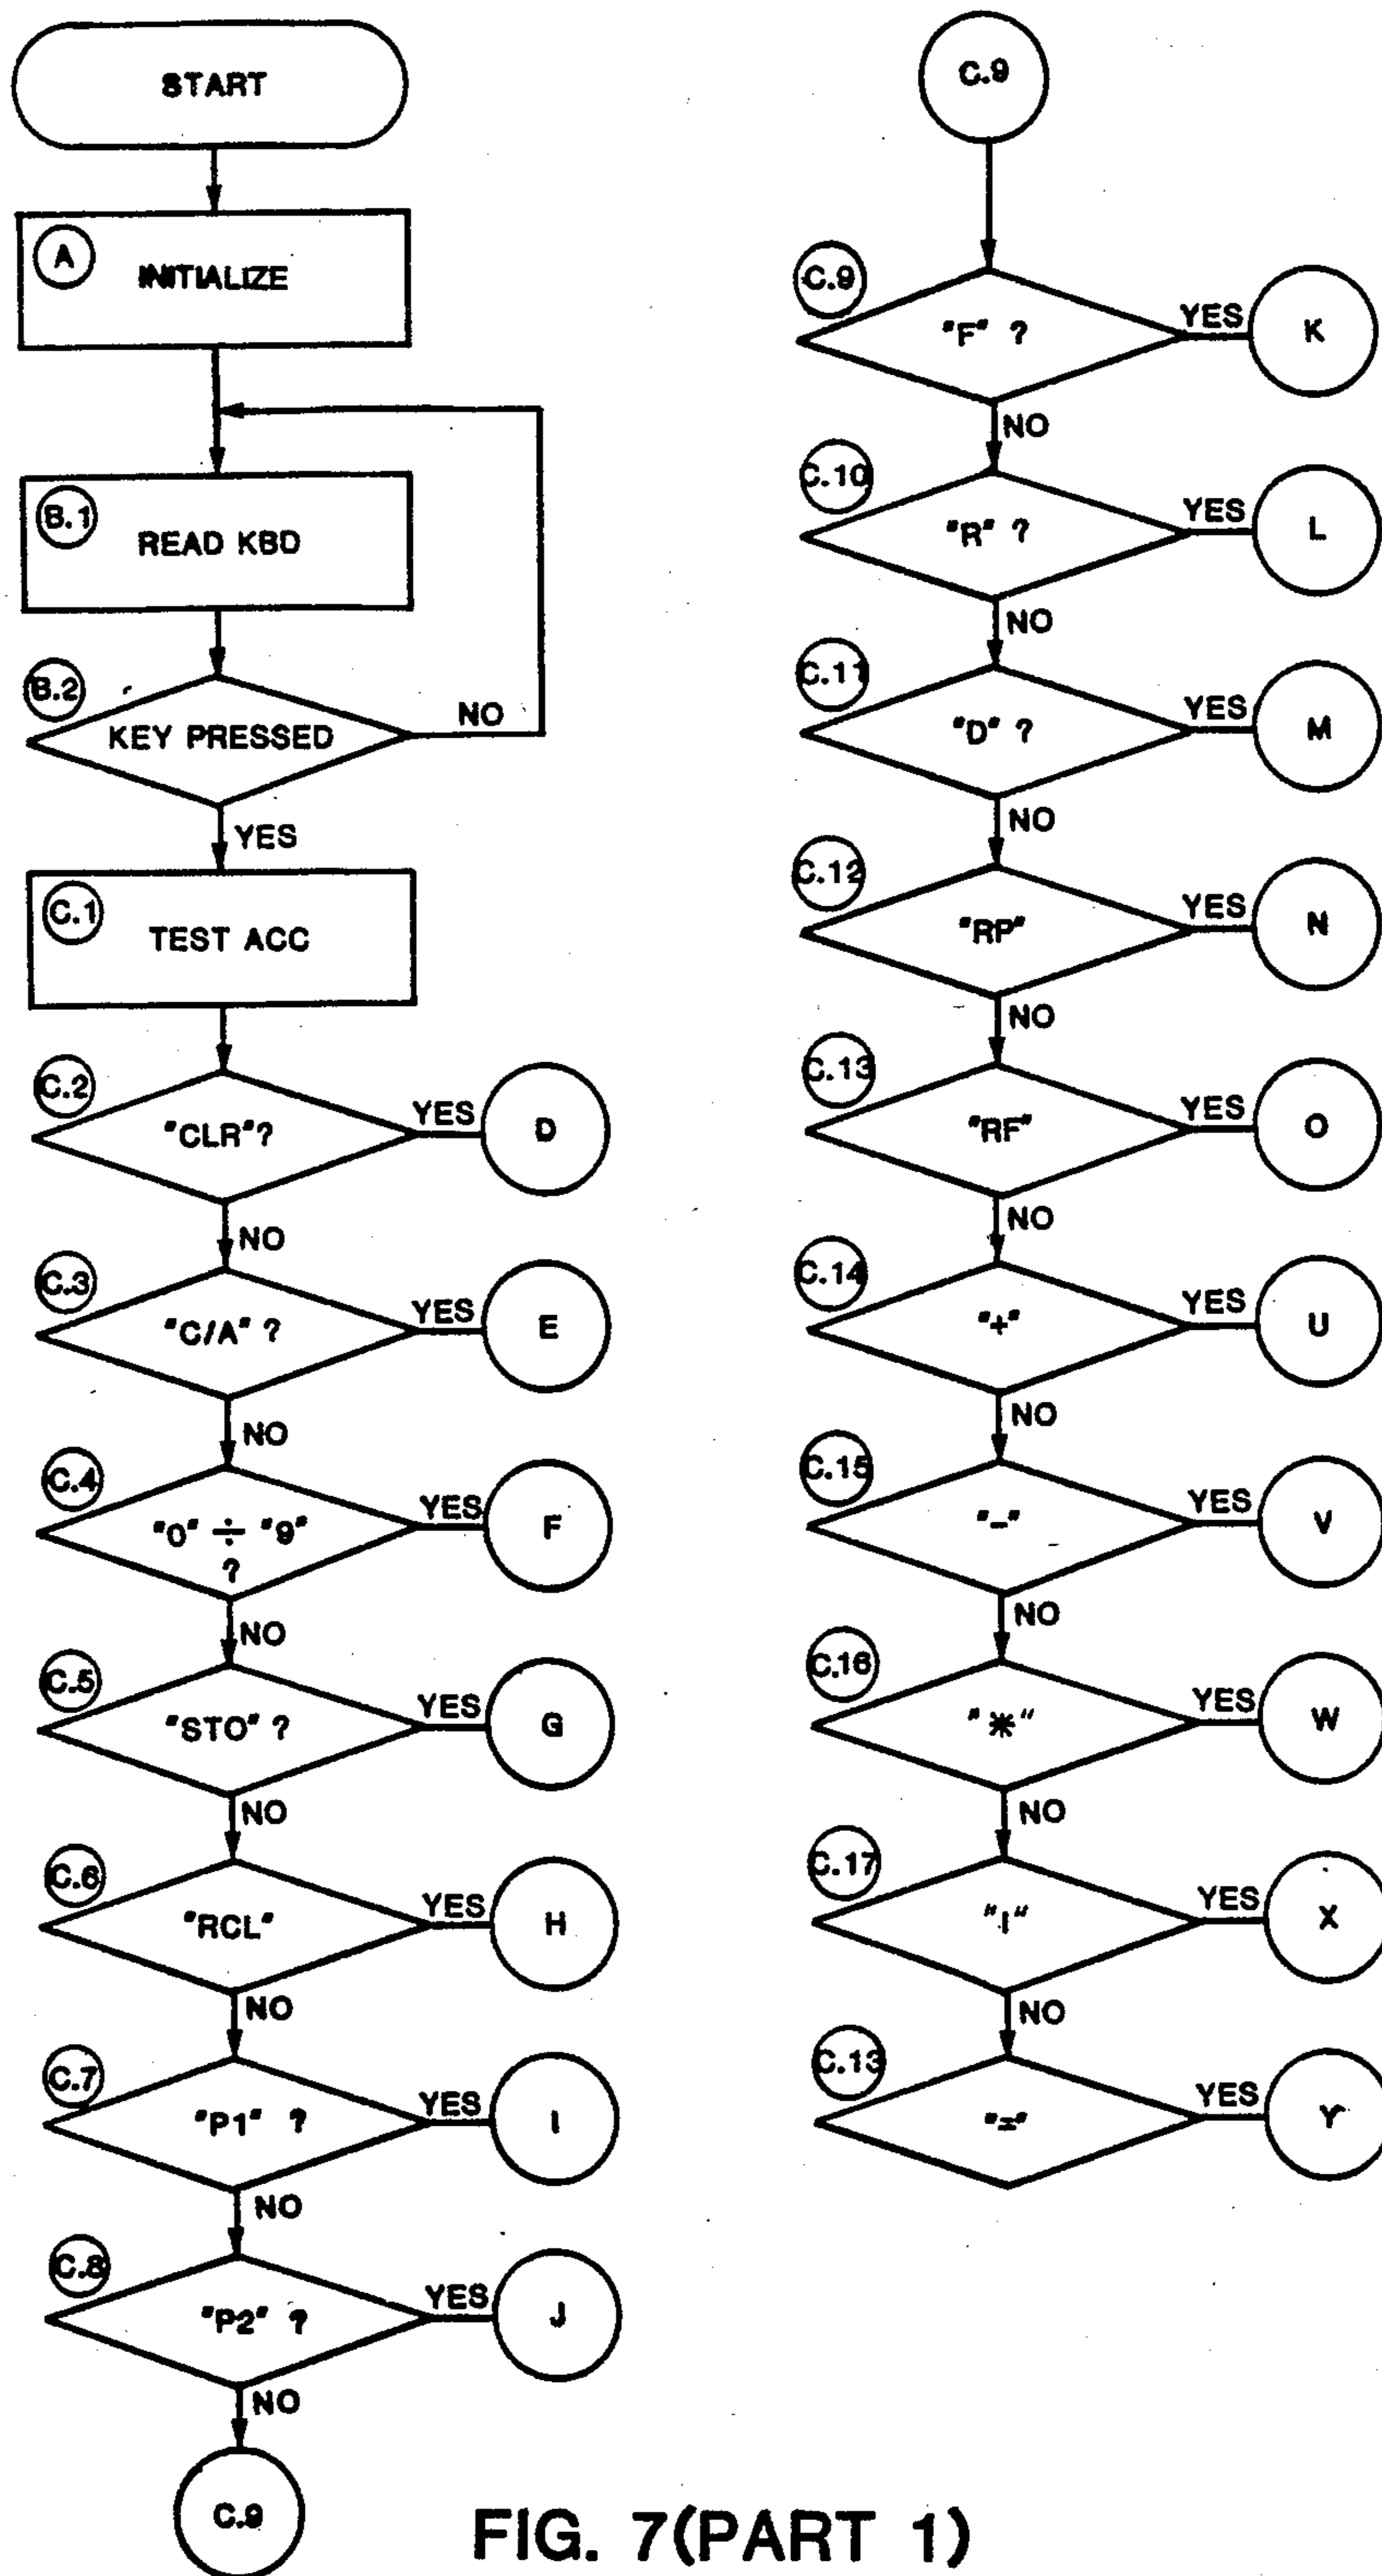 START
A
INITIALIZE
B.1
READ KBD
B.2
KEY PRESSED
NO
YES
C.1
TEST ACC
C.2
"CLR"?
YES
D
NO
C.3
"C/A" ?
YES
E
NO
C.4
"0" ÷ "9"
?
YES
F
NO
C.5
"STO" ?
YES
G
NO
C.6
"RCL"
YES
H
NO
C.7
"P1" ?
YES
I
NO
C.8
"P2" ?
YES
J
NO
C.9
C.9
C.9
"F" ?
YES
K
NO
C.10
"R" ?
YES
L
NO
C.11
"D" ?
YES
M
NO
C.12
"RP"
YES
N
NO
C.13
"RF"
YES
O
NO
C.14
"+"
YES
U
NO
C.15
"-"
YES
V
NO
C.16
"*"
YES
W
NO
C.17
YES
X
NO
C.13
"="
YES
Y
FIG. 7(PART 1)